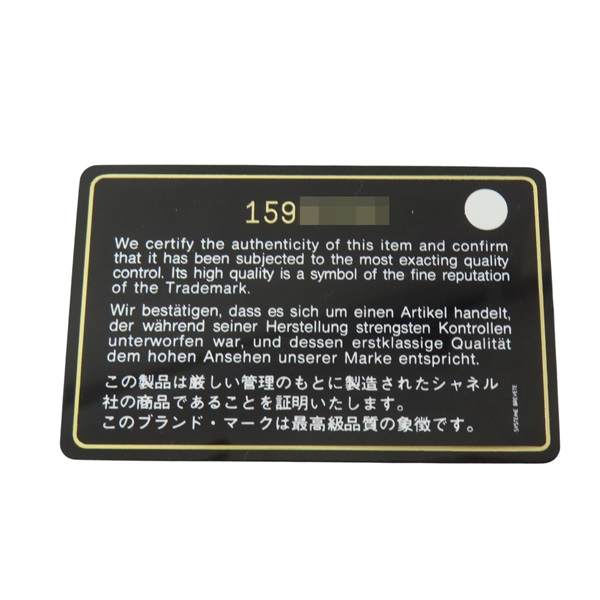 159
We certify the authenticity of this item and confirm
that it has been subjected to the most exacting quality
control. Its high quality is a symbol of the fine reputation
of the Trademark.
Wir bestätigen, dass es sich um einen Artikel handelt,
der während seiner Herstellung strengsten Kontrollen
unterworfen war, und dessen erstklassige Qualität
dem hohen Ansehen unserer Marke entspricht.
この製品は厳しい管理のもとに製造されたシャネル
社の商品であることを証明いたします。
このブランド・マークは最高級品質の象徴です。
SYSTEME BREVETE